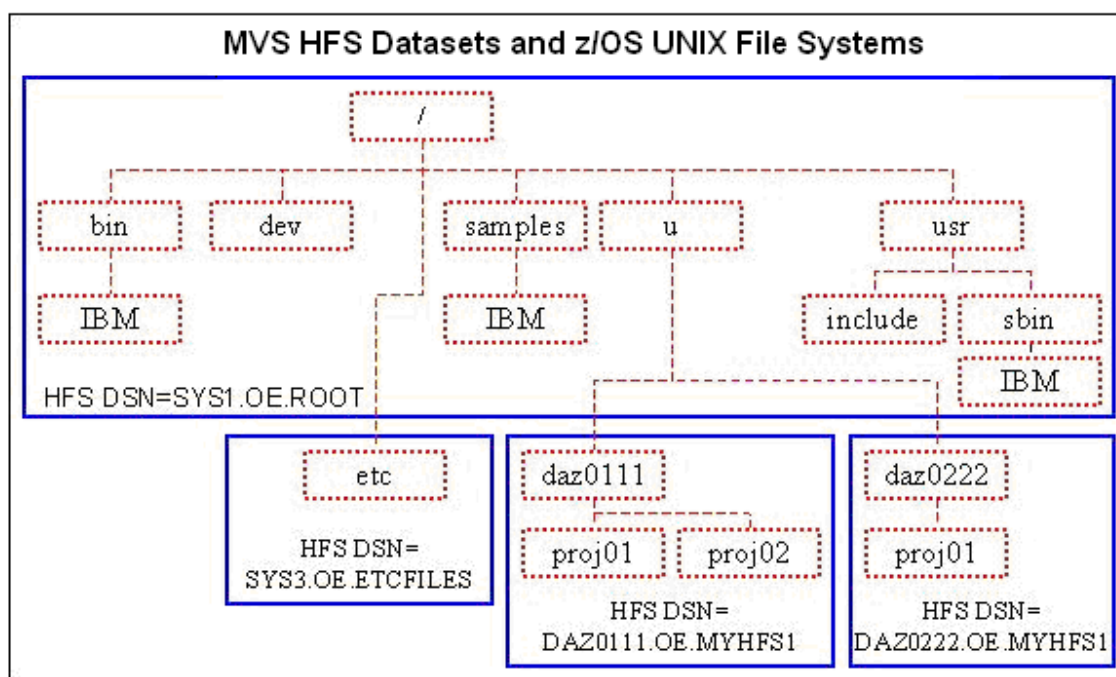 MVS HFS Datasets and z/OS UNIX File Systems
/
bin
dev
samples
u
usr
IBM
IBM
include
sbin
IBM
HFS DSN=SYS1.OE.ROOT
etc
HFS DSN=
SYS3.OE.ETCFILES
daz0111
proj01
proj02
HFS DSN=
DAZ0111.OE.MYHFS1
daz0222
proj01
HFS DSN=
DAZ0222.OE.MYHFS1